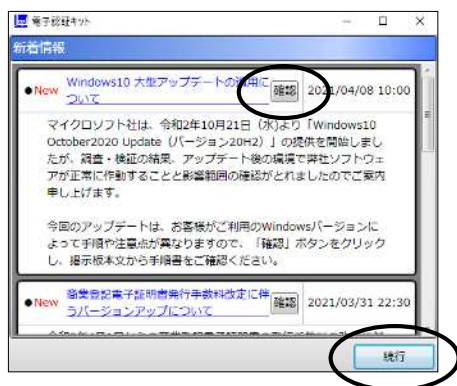 電子認証キット
新着情報
●New Windows10 大型アップデートの適用に 確認 2021/04/08 10:00
ついて
マイクロソフト社は、令和2年10月21日（水)より「Windows10
October2020 Update（バージョン20H2）」の提供を開始しまし
たが、調査・検証の結果、アップデート後の環境で弊社ソフトウェ
アが正常に作動することと影響範囲の確認がとれましたのでご案内
申し上げます。
今回のアップデートは、お客様がご利用のWindowsバージョンに
よって手順や注意点が異なりますので、「確認」ボタンをクリック
し、掲示板本文から手順書をご確認ください。
●New 商業登記電子証明書発行手数料改定に伴 確認 2021/03/31 22:30
うバージョンアップについて
続行